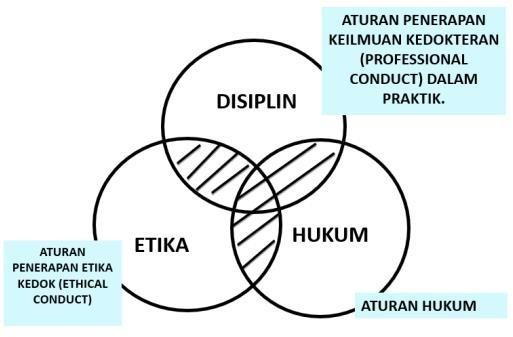 ATURAN PENERAPAN
KEILMUAN KEDOKTERAN
(PROFESSIONAL
CONDUCT) DALAM
PRAKTIK.
DISIPLIN
ETIKA
HUKUM
ATURAN
PENERAPAN ETIKA
KEDOK (ETHICAL
CONDUCT)
ATURAN HUKUM